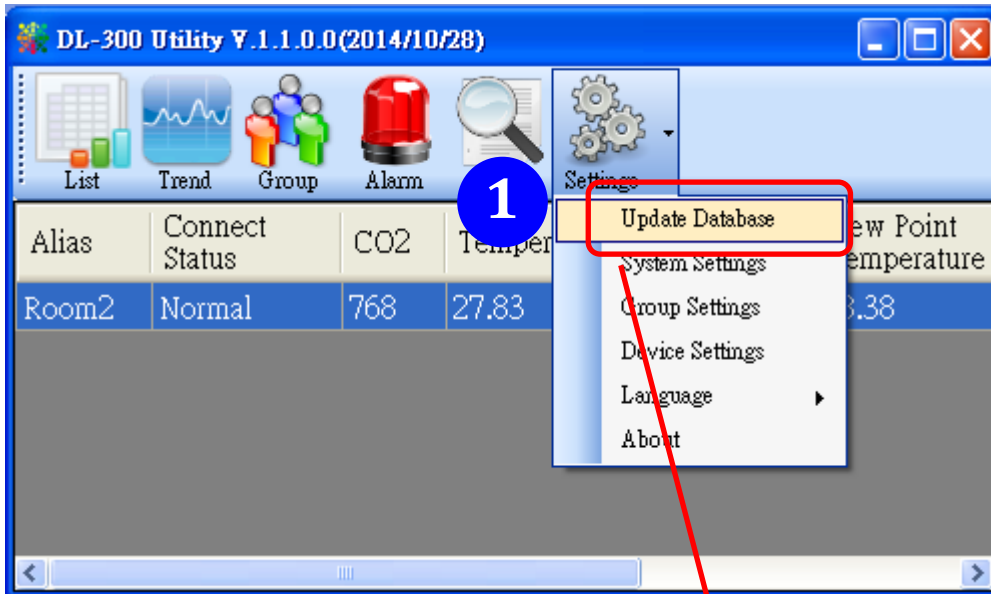 DL-300 Utility V.1.1.0.0(2014/10/28)
List Trend Group Alarm Settings
1
Update Database
System Settings
Group Settings
Device Settings
Language
About
Alias Connect Status CO2 Temper ew Point emperature
Room2 Normal 768 27.83 .38